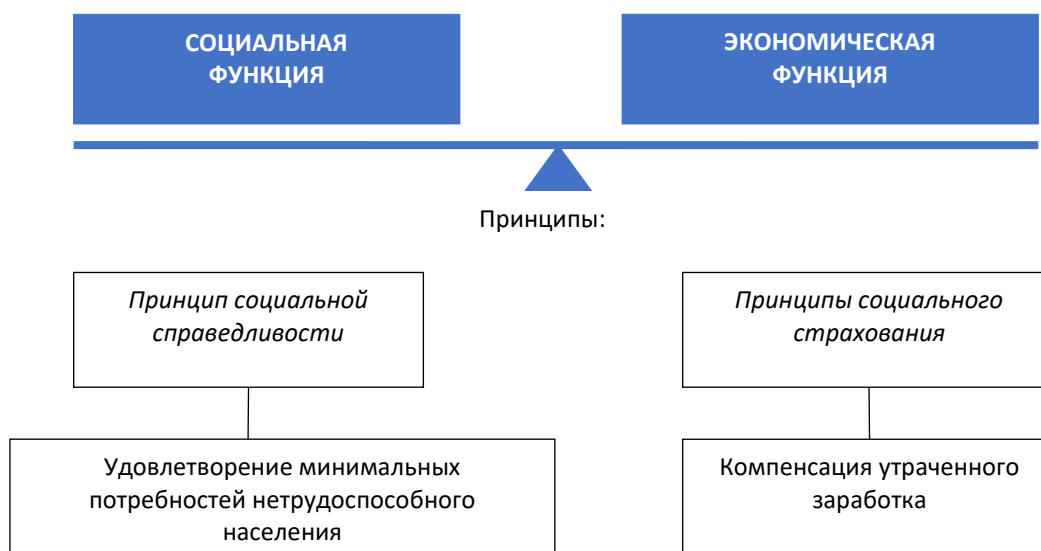 СОЦИАЛЬНАЯ
ФУНКЦИЯ
ЭКОНОМИЧЕСКАЯ
ФУНКЦИЯ
Принципы:
Принцип социальной
справедливости
Принципы социального
страхования
Удовлетворение минимальных
потребностей нетрудоспособного
населения
Компенсация утраченного
заработка